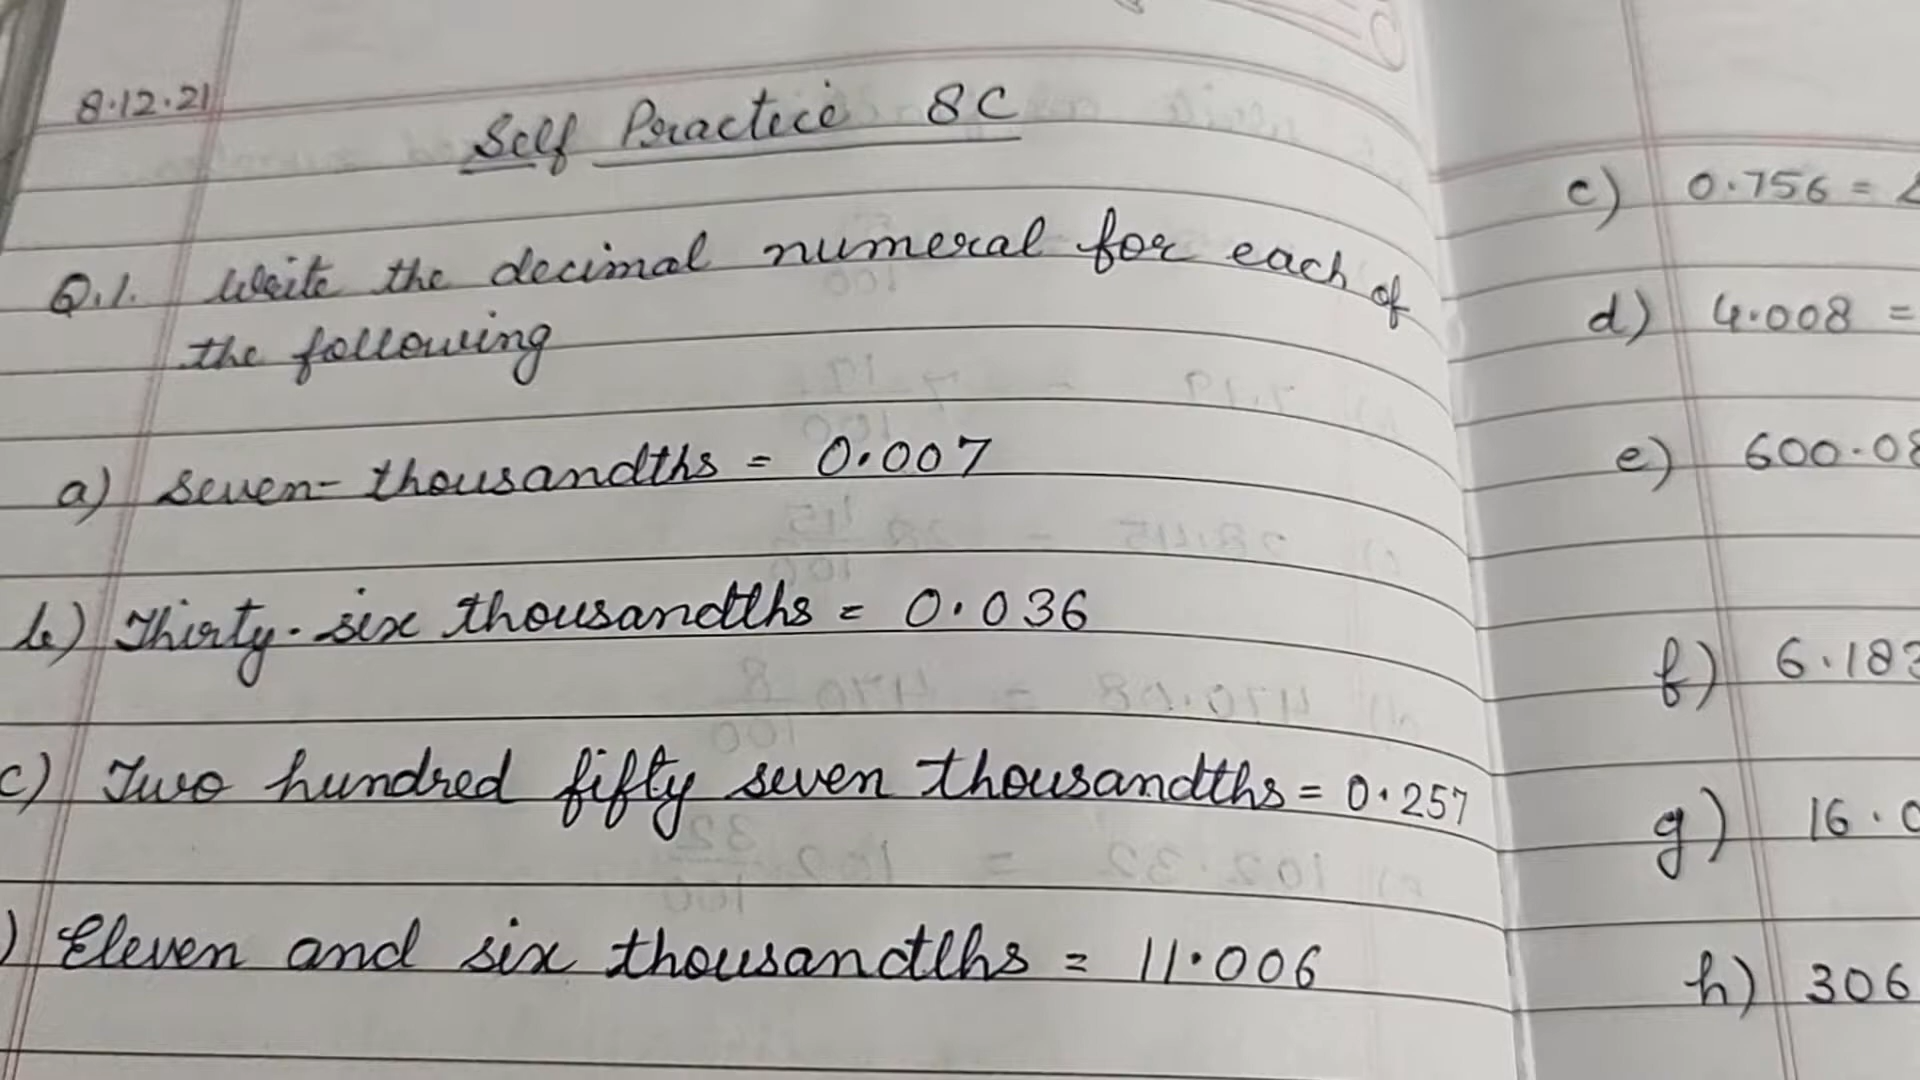 8.12.21
Self Practice 8C
Q.1. Write the decimal numeral for each of
the following
a) Seven-thousandths = 0.007
b) Thirty-six thousandths = 0.036
c) Two hundred fifty seven thousandths = 0.257
) Eleven and six thousandths = 11.006
c) 0.756 =
d) 4.008 =
e) 600.08
f) 6.183
g) 16.0
h) 306